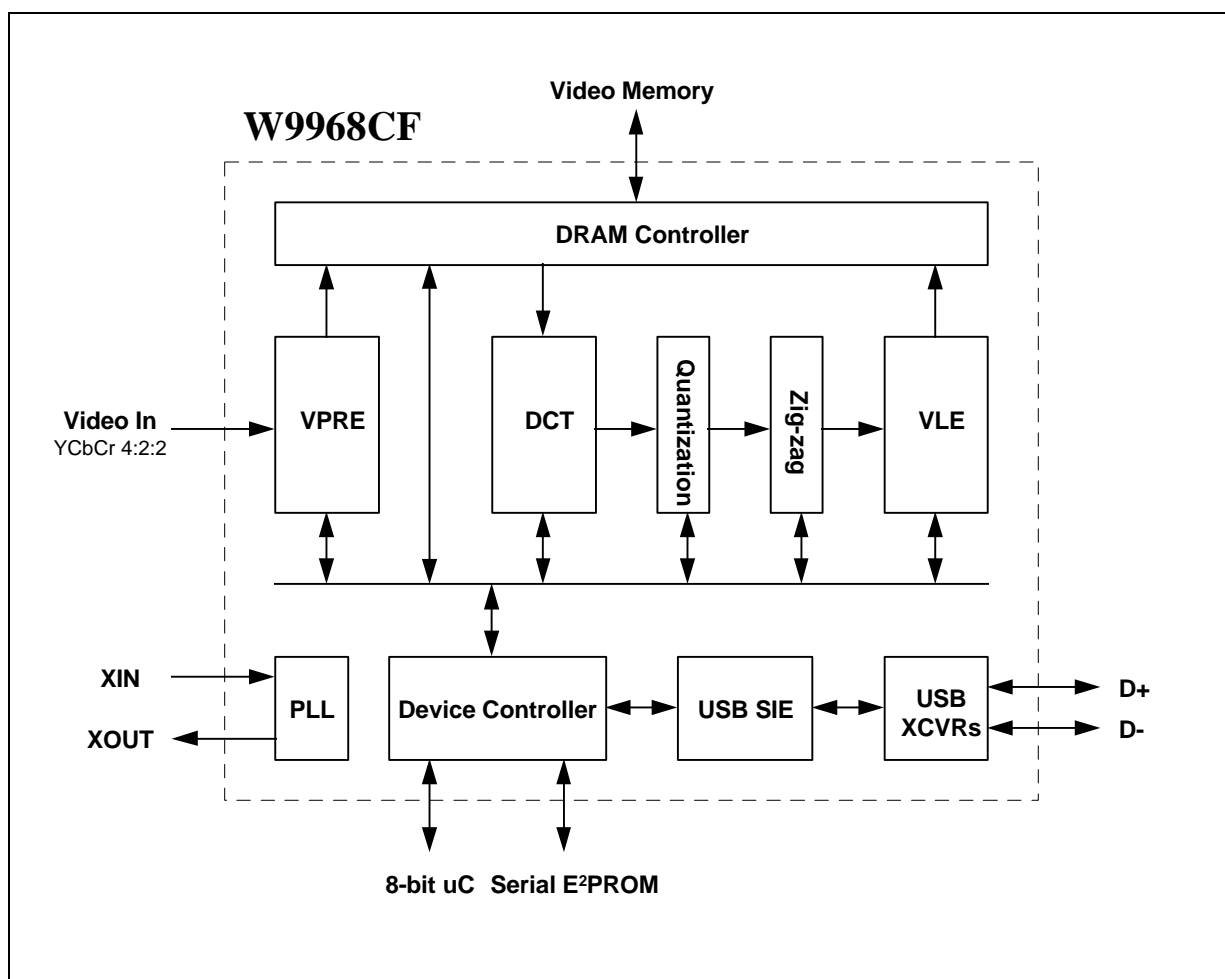 Video Memory
W9968CF
DRAM Controller
Video In
YCbCr 4:2:2
VPRE
DCT
Quantization
Zig-zag
VLE
XIN
XOUT
PLL
Device Controller
USB SIE
USB
XCVRs
D+
D-
8-bit uC
Serial E²PROM